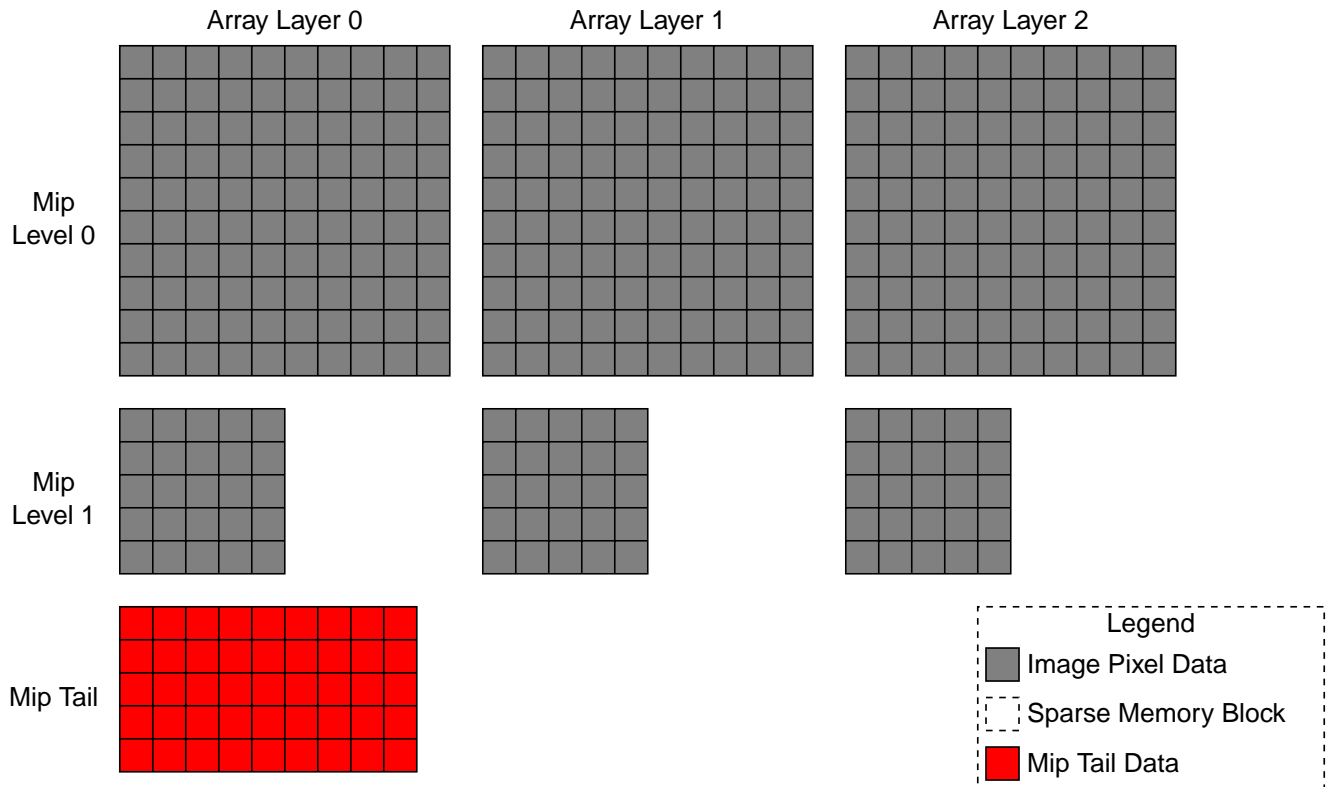 Array Layer 0
Array Layer 1
Array Layer 2
Mip
Level 0
Mip
Level 1
Mip Tail
Legend
Image Pixel Data
Sparse Memory Block
Mip Tail Data